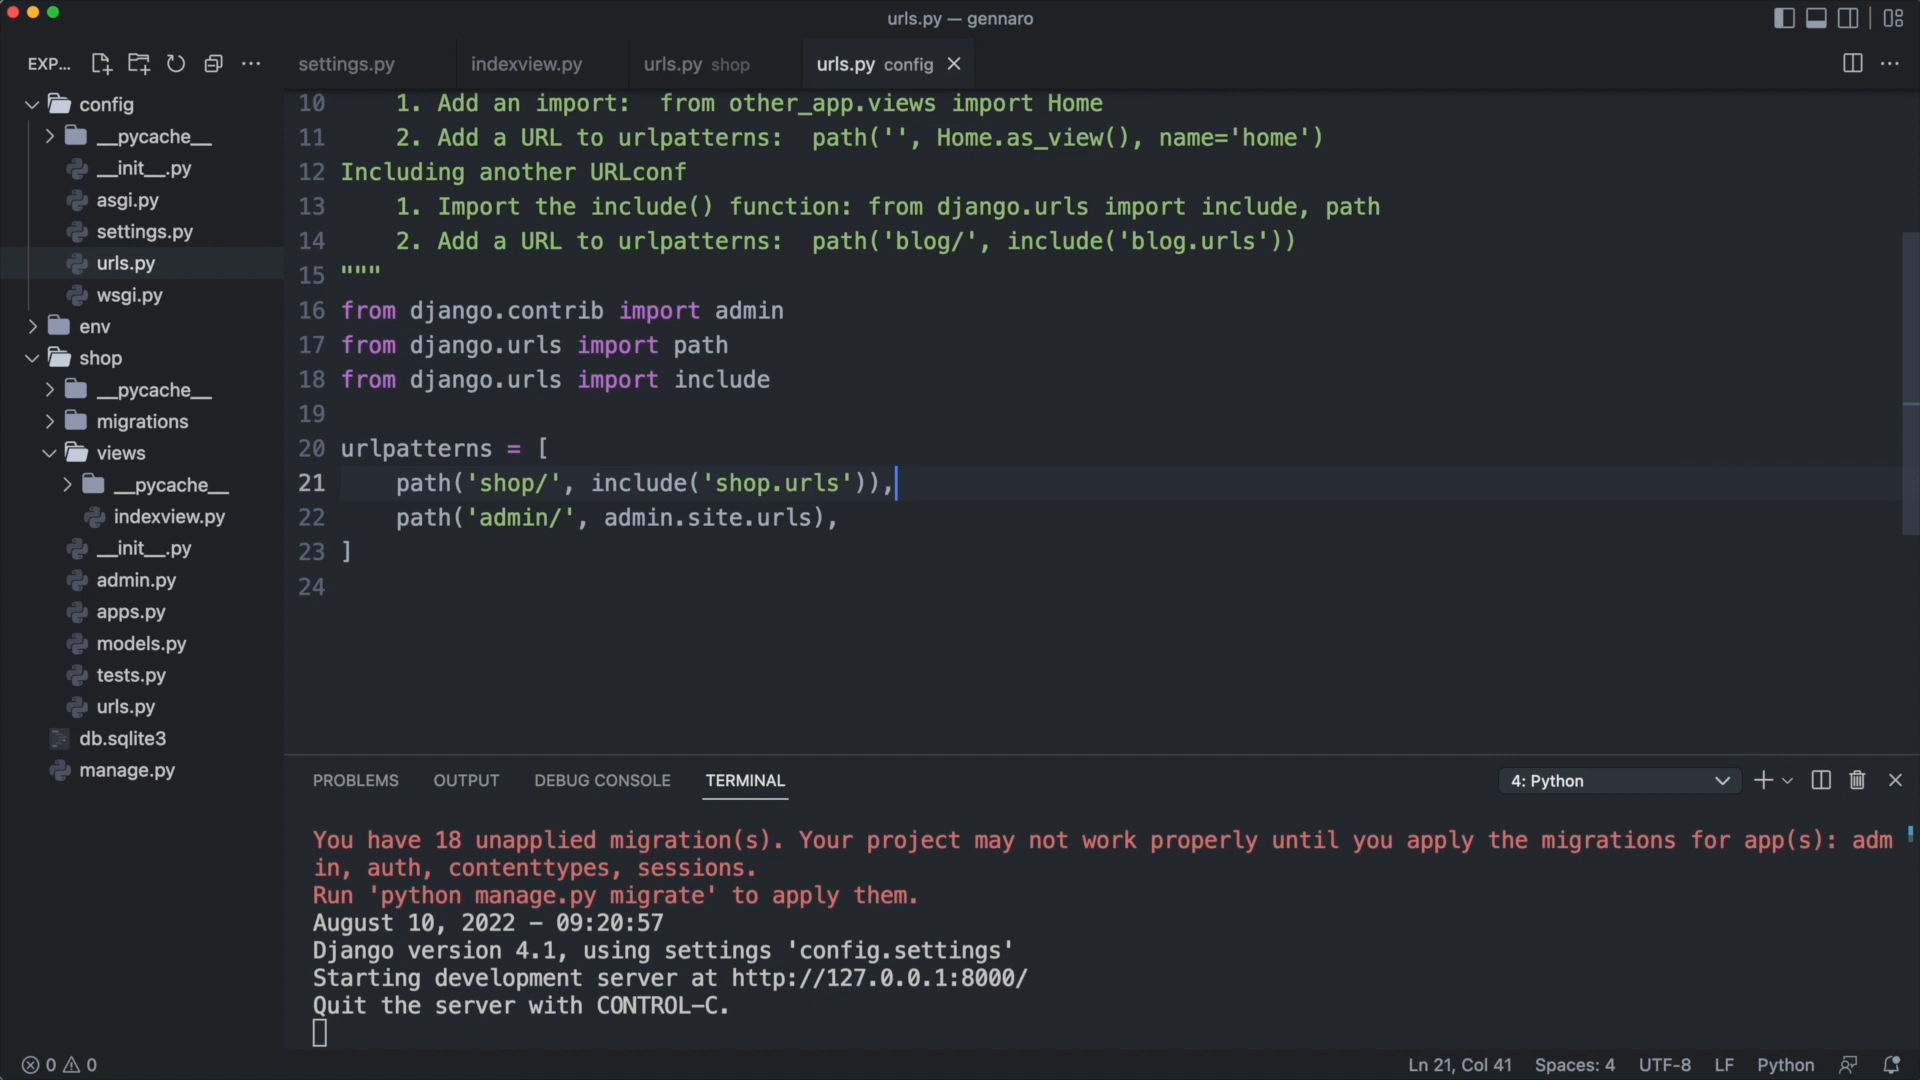 urls.py — gennaro
EXP...
settings.py
indexview.py
urls.py shop
urls.py config
config
__pycache__
__init__.py
asgi.py
settings.py
urls.py
wsgi.py
env
shop
__pycache__
migrations
views
__pycache__
indexview.py
__init__.py
admin.py
apps.py
models.py
tests.py
urls.py
db.sqlite3
manage.py
10     1. Add an import:  from other_app.views import Home
11     2. Add a URL to urlpatterns:  path('', Home.as_view(), name='home')
12 Including another URLconf
13     1. Import the include() function: from django.urls import include, path
14     2. Add a URL to urlpatterns:  path('blog/', include('blog.urls'))
15 """
16 from django.contrib import admin
17 from django.urls import path
18 from django.urls import include
19
20 urlpatterns = [
21     path('shop/', include('shop.urls')),
22     path('admin/', admin.site.urls),
23 ]
24
PROBLEMS OUTPUT DEBUG CONSOLE TERMINAL
4: Python
You have 18 unapplied migration(s). Your project may not work properly until you apply the migrations for app(s): adm
in, auth, contenttypes, sessions.
Run 'python manage.py migrate' to apply them.
August 10, 2022 – 09:20:57
Django version 4.1, using settings 'config.settings'
Starting development server at http://127.0.0.1:8000/
Quit the server with CONTROL-C.
0 0
Ln 21, Col 41 Spaces: 4 UTF-8 LF Python